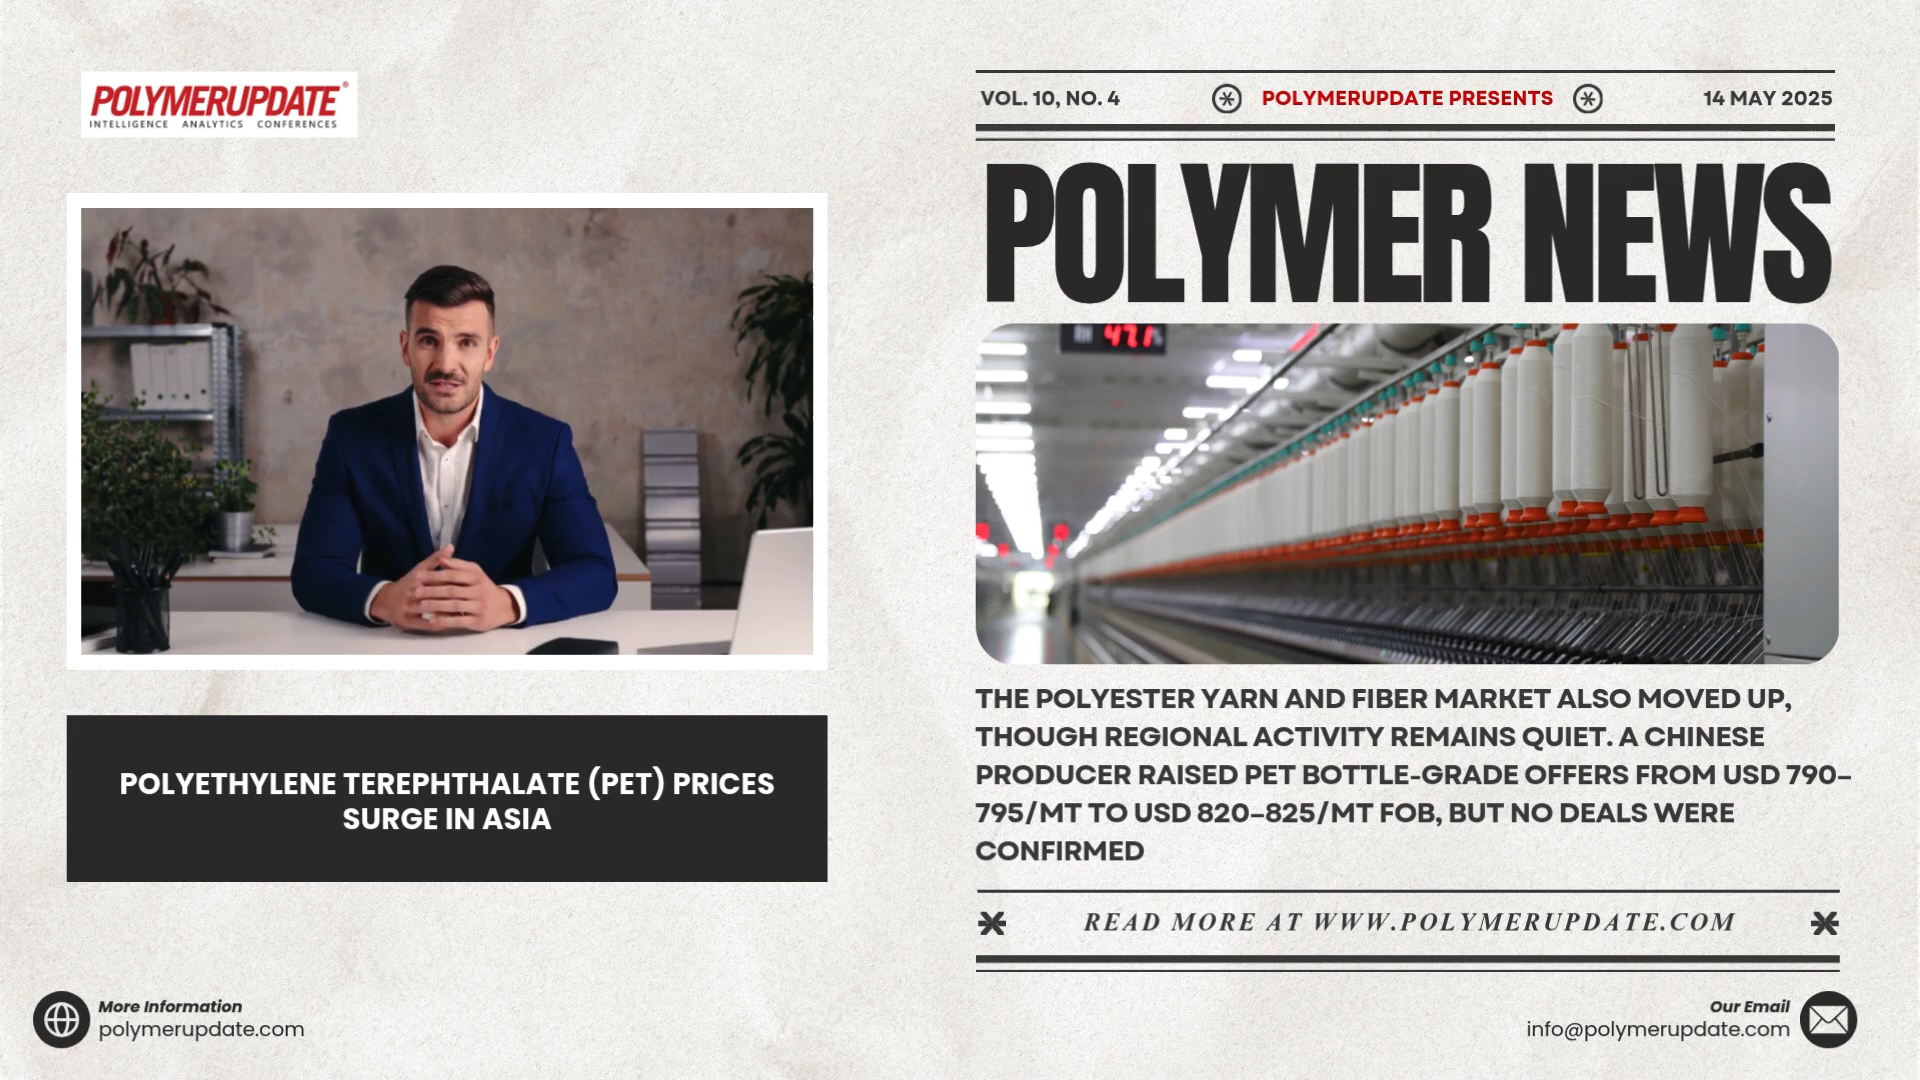 POLYMERUPDATE®
INTELLIGENCE ANALYTICS CONFERENCES
POLYETHYLENE TEREPHTHALATE (PET) PRICES
SURGE IN ASIA
More Information
polymerupdate.com
VOL. 10, NO. 4 POLYMERUPDATE PRESENTS 14 MAY 2025
POLYMER NEWS
RH 47.1%
THE POLYESTER YARN AND FIBER MARKET ALSO MOVED UP,
THOUGH REGIONAL ACTIVITY REMAINS QUIET. A CHINESE
PRODUCER RAISED PET BOTTLE-GRADE OFFERS FROM USD 790–
795/MT TO USD 820–825/MT FOB, BUT NO DEALS WERE
CONFIRMED
READ MORE AT WWW.POLYMERUPDATE.COM
Our Email
info@polymerupdate.com